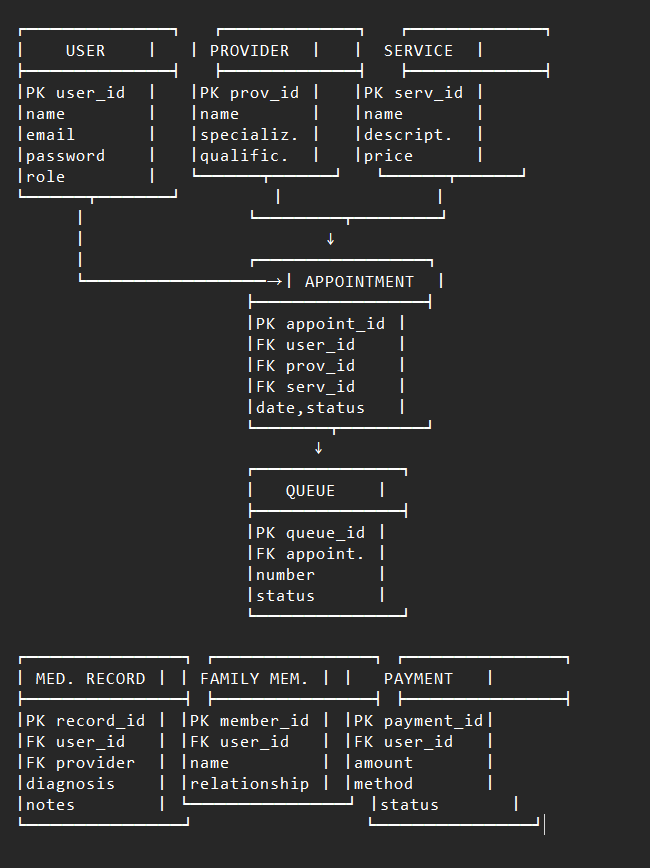 USER PROVIDER SERVICE
PK user_id PK prov_id PK serv_id
name name name
email specializ. descript.
password qualific. price
role
APPOINTMENT
PK appoint_id
FK user_id
FK prov_id
FK serv_id
date,status
QUEUE
PK queue_id
FK appoint.
number
status
MED. RECORD FAMILY MEM. PAYMENT
PK record_id PK member_id PK payment_id
FK user_id FK user_id FK user_id
FK provider name amount
diagnosis relationship method
notes status